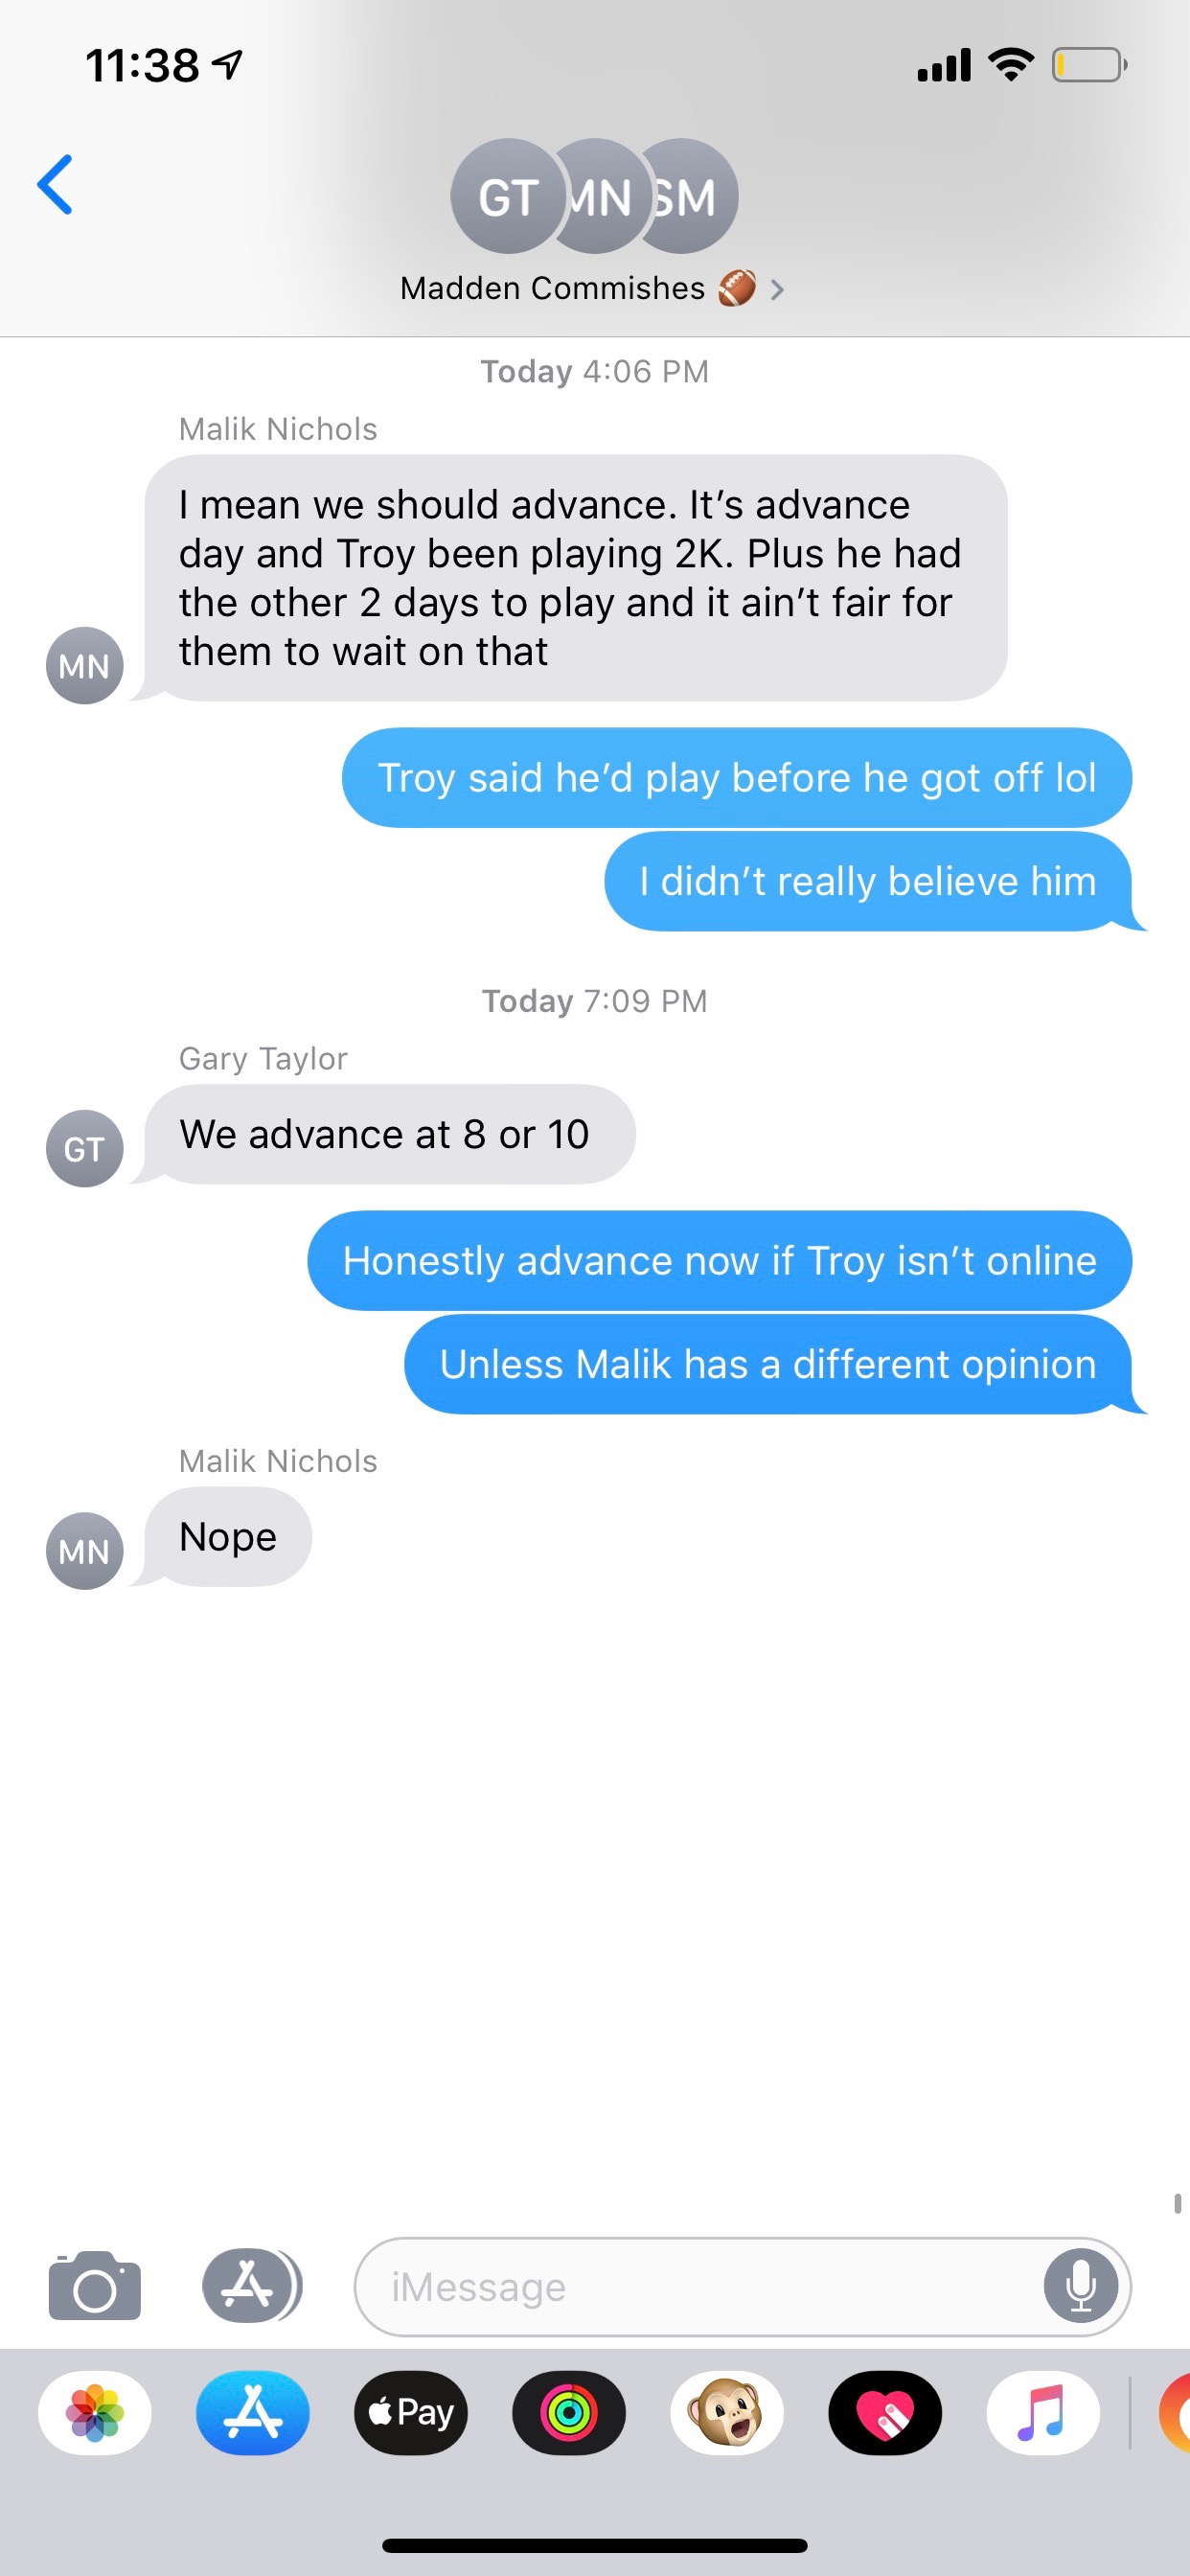 11:38
GT MN SM
Madden Commishes 🏈 >
Today 4:06 PM
Malik Nichols
I mean we should advance. It’s advance
day and Troy been playing 2K. Plus he had
the other 2 days to play and it ain’t fair for
them to wait on that
MN
Troy said he’d play before he got off lol
I didn’t really believe him
Today 7:09 PM
Gary Taylor
We advance at 8 or 10
GT
Honestly advance now if Troy isn’t online
Unless Malik has a different opinion
Malik Nichols
Nope
MN
iMessage
Pay